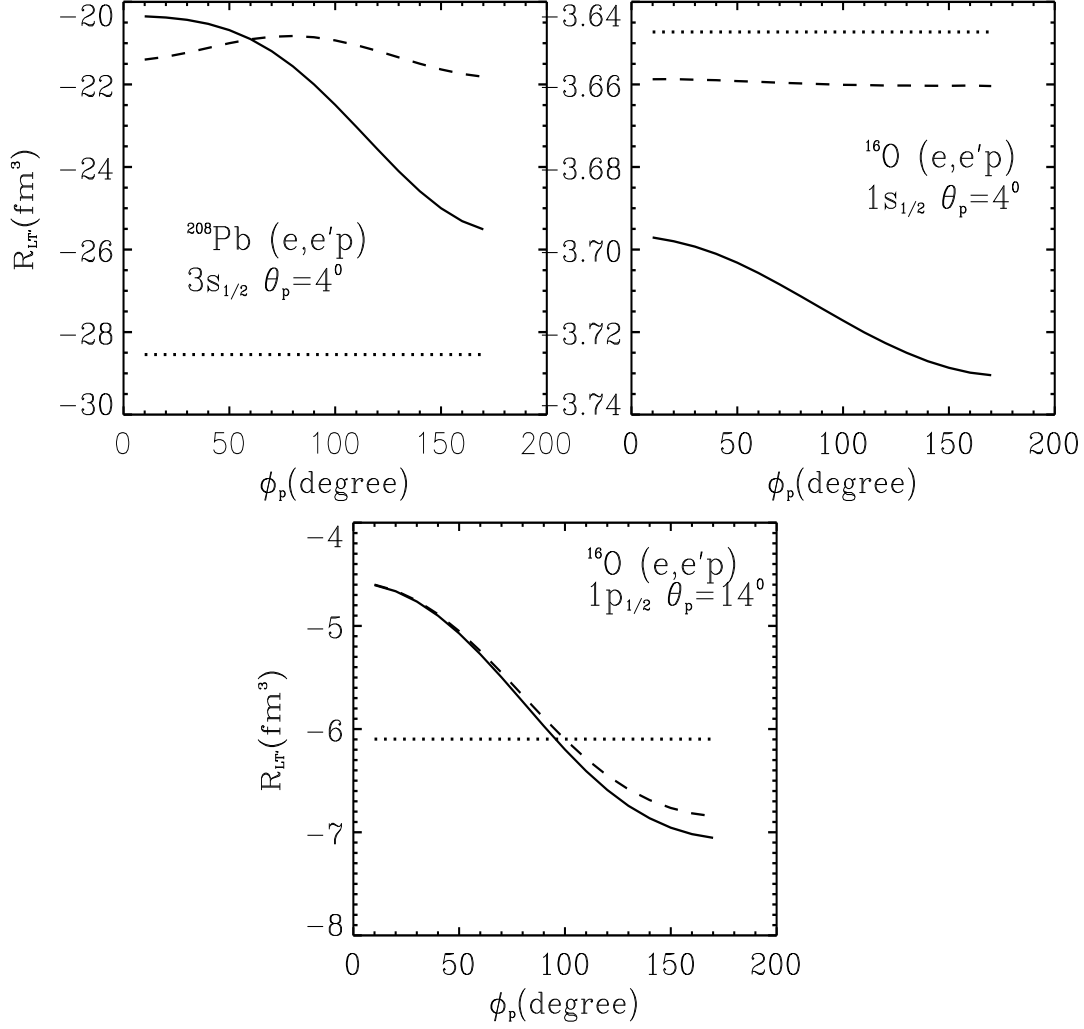 −20
−22
−24
−26
−28
−30
R_LT'(fm³)
²⁰⁸Pb (e,e′p)
3s₁/₂ θₚ=4⁰
0 50 100 150 200
ϕₚ(degree)
−3.64
−3.66
−3.68
−3.70
−3.72
−3.74
¹⁶O (e,e′p)
1s₁/₂ θₚ=4⁰
0 50 100 150 200
ϕₚ(degree)
−4
−5
−6
−7
−8
R_LT'(fm³)
¹⁶O (e,e′p)
1p₁/₂ θₚ=14⁰
0 50 100 150 200
ϕₚ(degree)